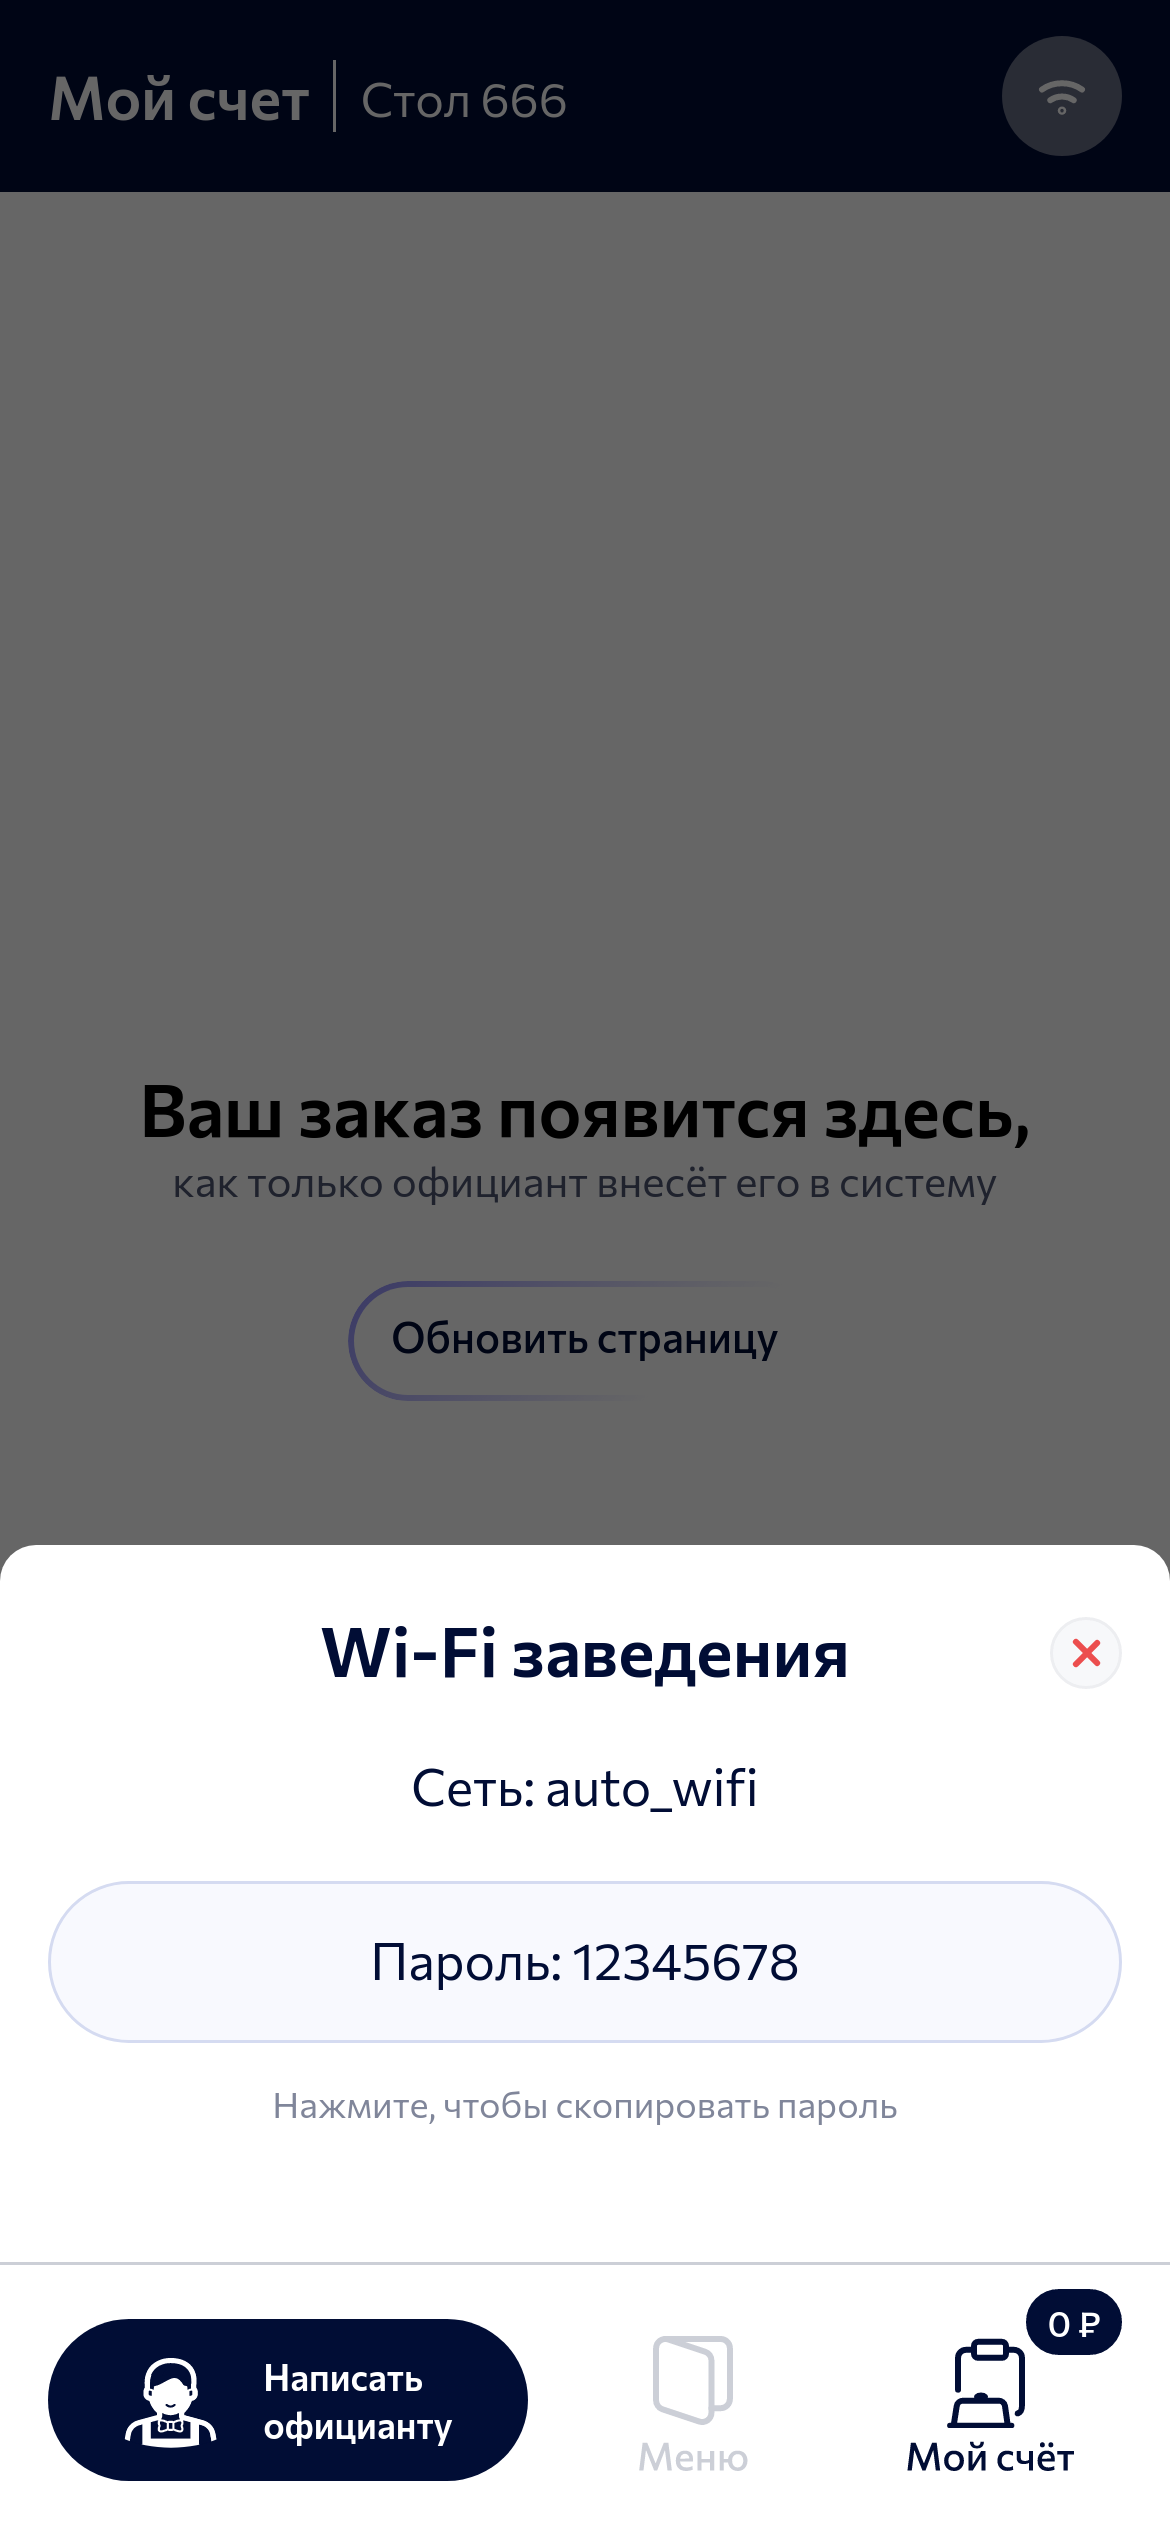 Мой счет
Стол 666
Ваш заказ появится здесь,
как только официант внесёт его в систему
Обновить страницу
Wi-Fi заведения
Сеть: auto_wifi
Пароль: 12345678
Нажмите, чтобы скопировать пароль
Написать
официанту
Меню
0 ₽
Мой счёт